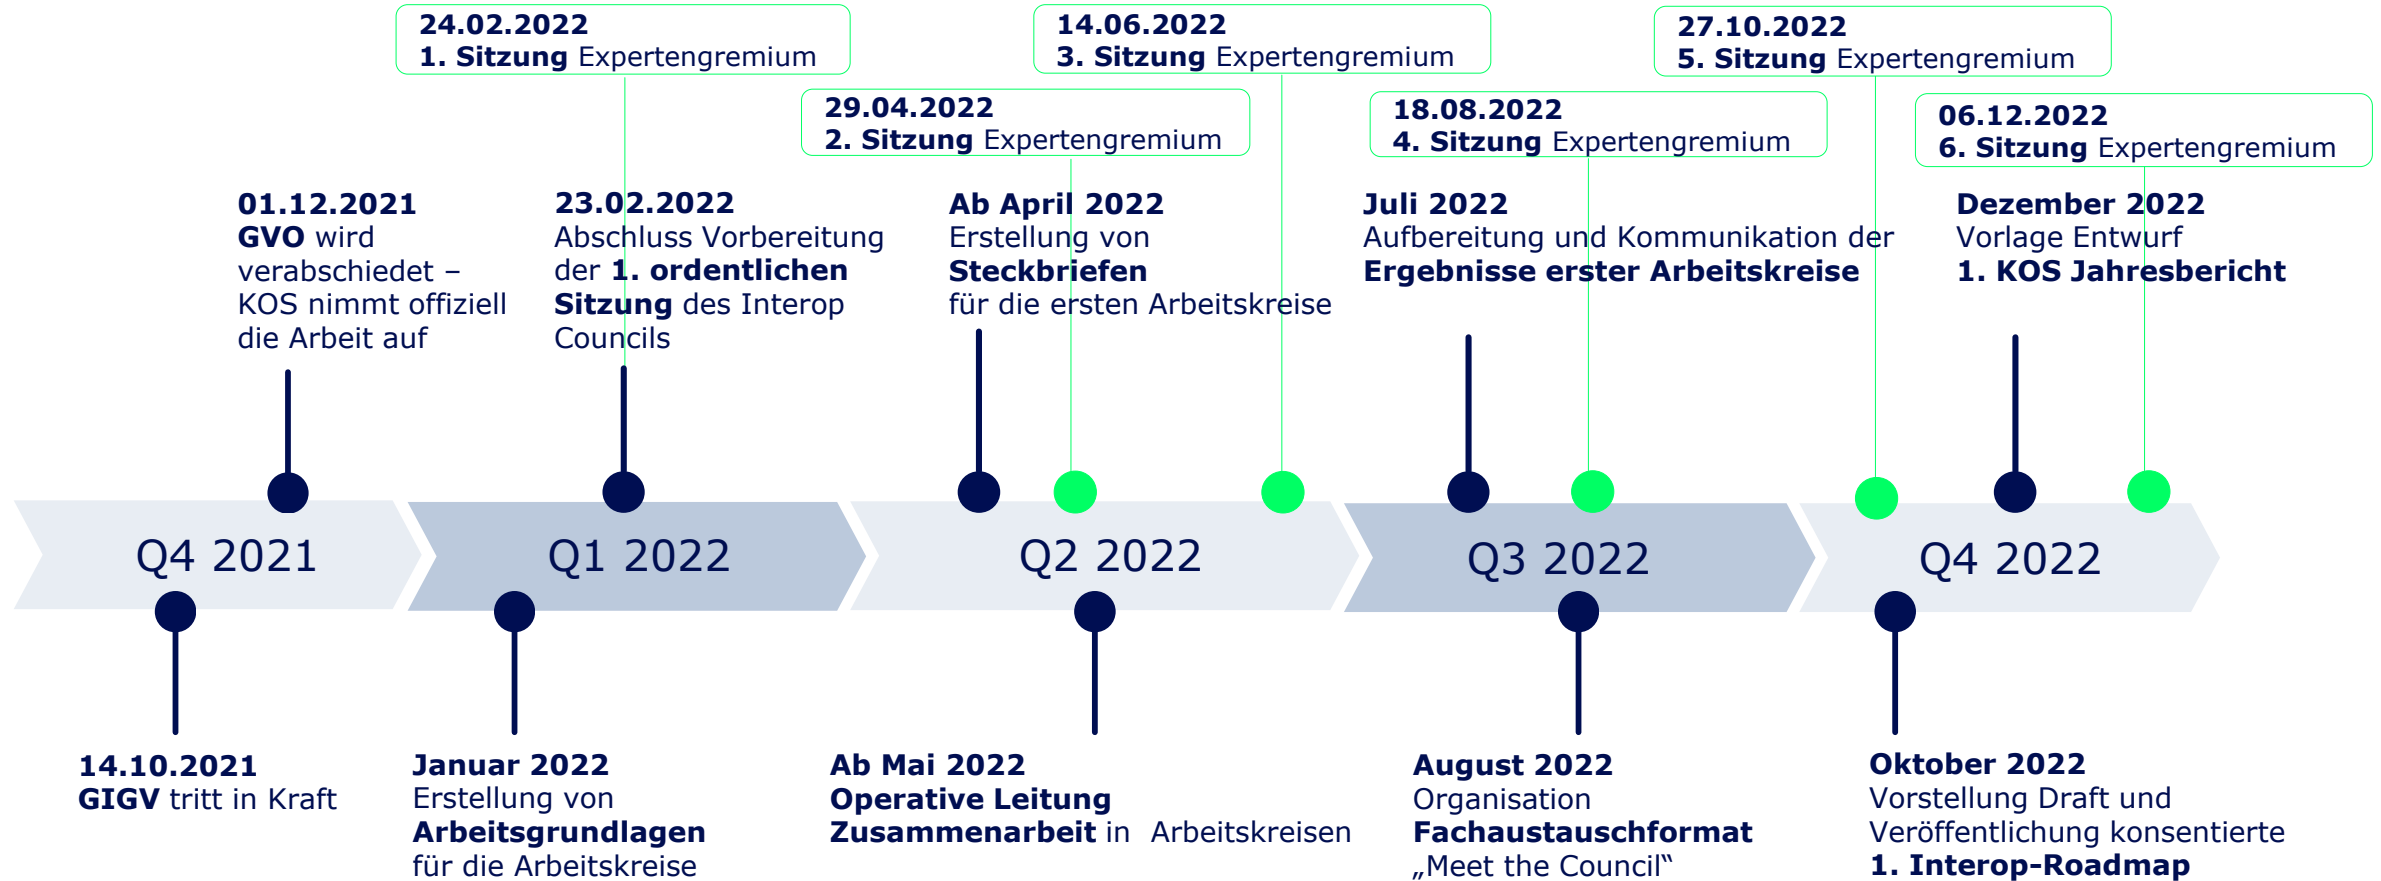 24.02.2022
1. Sitzung Expertengremium
14.06.2022
3. Sitzung Expertengremium
27.10.2022
5. Sitzung Expertengremium
29.04.2022
2. Sitzung Expertengremium
18.08.2022
4. Sitzung Expertengremium
06.12.2022
6. Sitzung Expertengremium
01.12.2021
GVO wird
verabschiedet –
KOS nimmt offiziell
die Arbeit auf
23.02.2022
Abschluss Vorbereitung
der 1. ordentlichen
Sitzung des Interop
Councils
Ab April 2022
Erstellung von
Steckbriefen
für die ersten Arbeitskreise
Juli 2022
Aufbereitung und Kommunikation der
Ergebnisse erster Arbeitskreise
Dezember 2022
Vorlage Entwurf
1. KOS Jahresbericht
Q4 2021
Q1 2022
Q2 2022
Q3 2022
Q4 2022
14.10.2021
GIGV tritt in Kraft
Januar 2022
Erstellung von
Arbeitsgrundlagen
für die Arbeitskreise
Ab Mai 2022
Operative Leitung
Zusammenarbeit in Arbeitskreisen
August 2022
Organisation
Fachaustauschformat
„Meet the Council“
Oktober 2022
Vorstellung Draft und
Veröffentlichung konsentierte
1. Interop-Roadmap